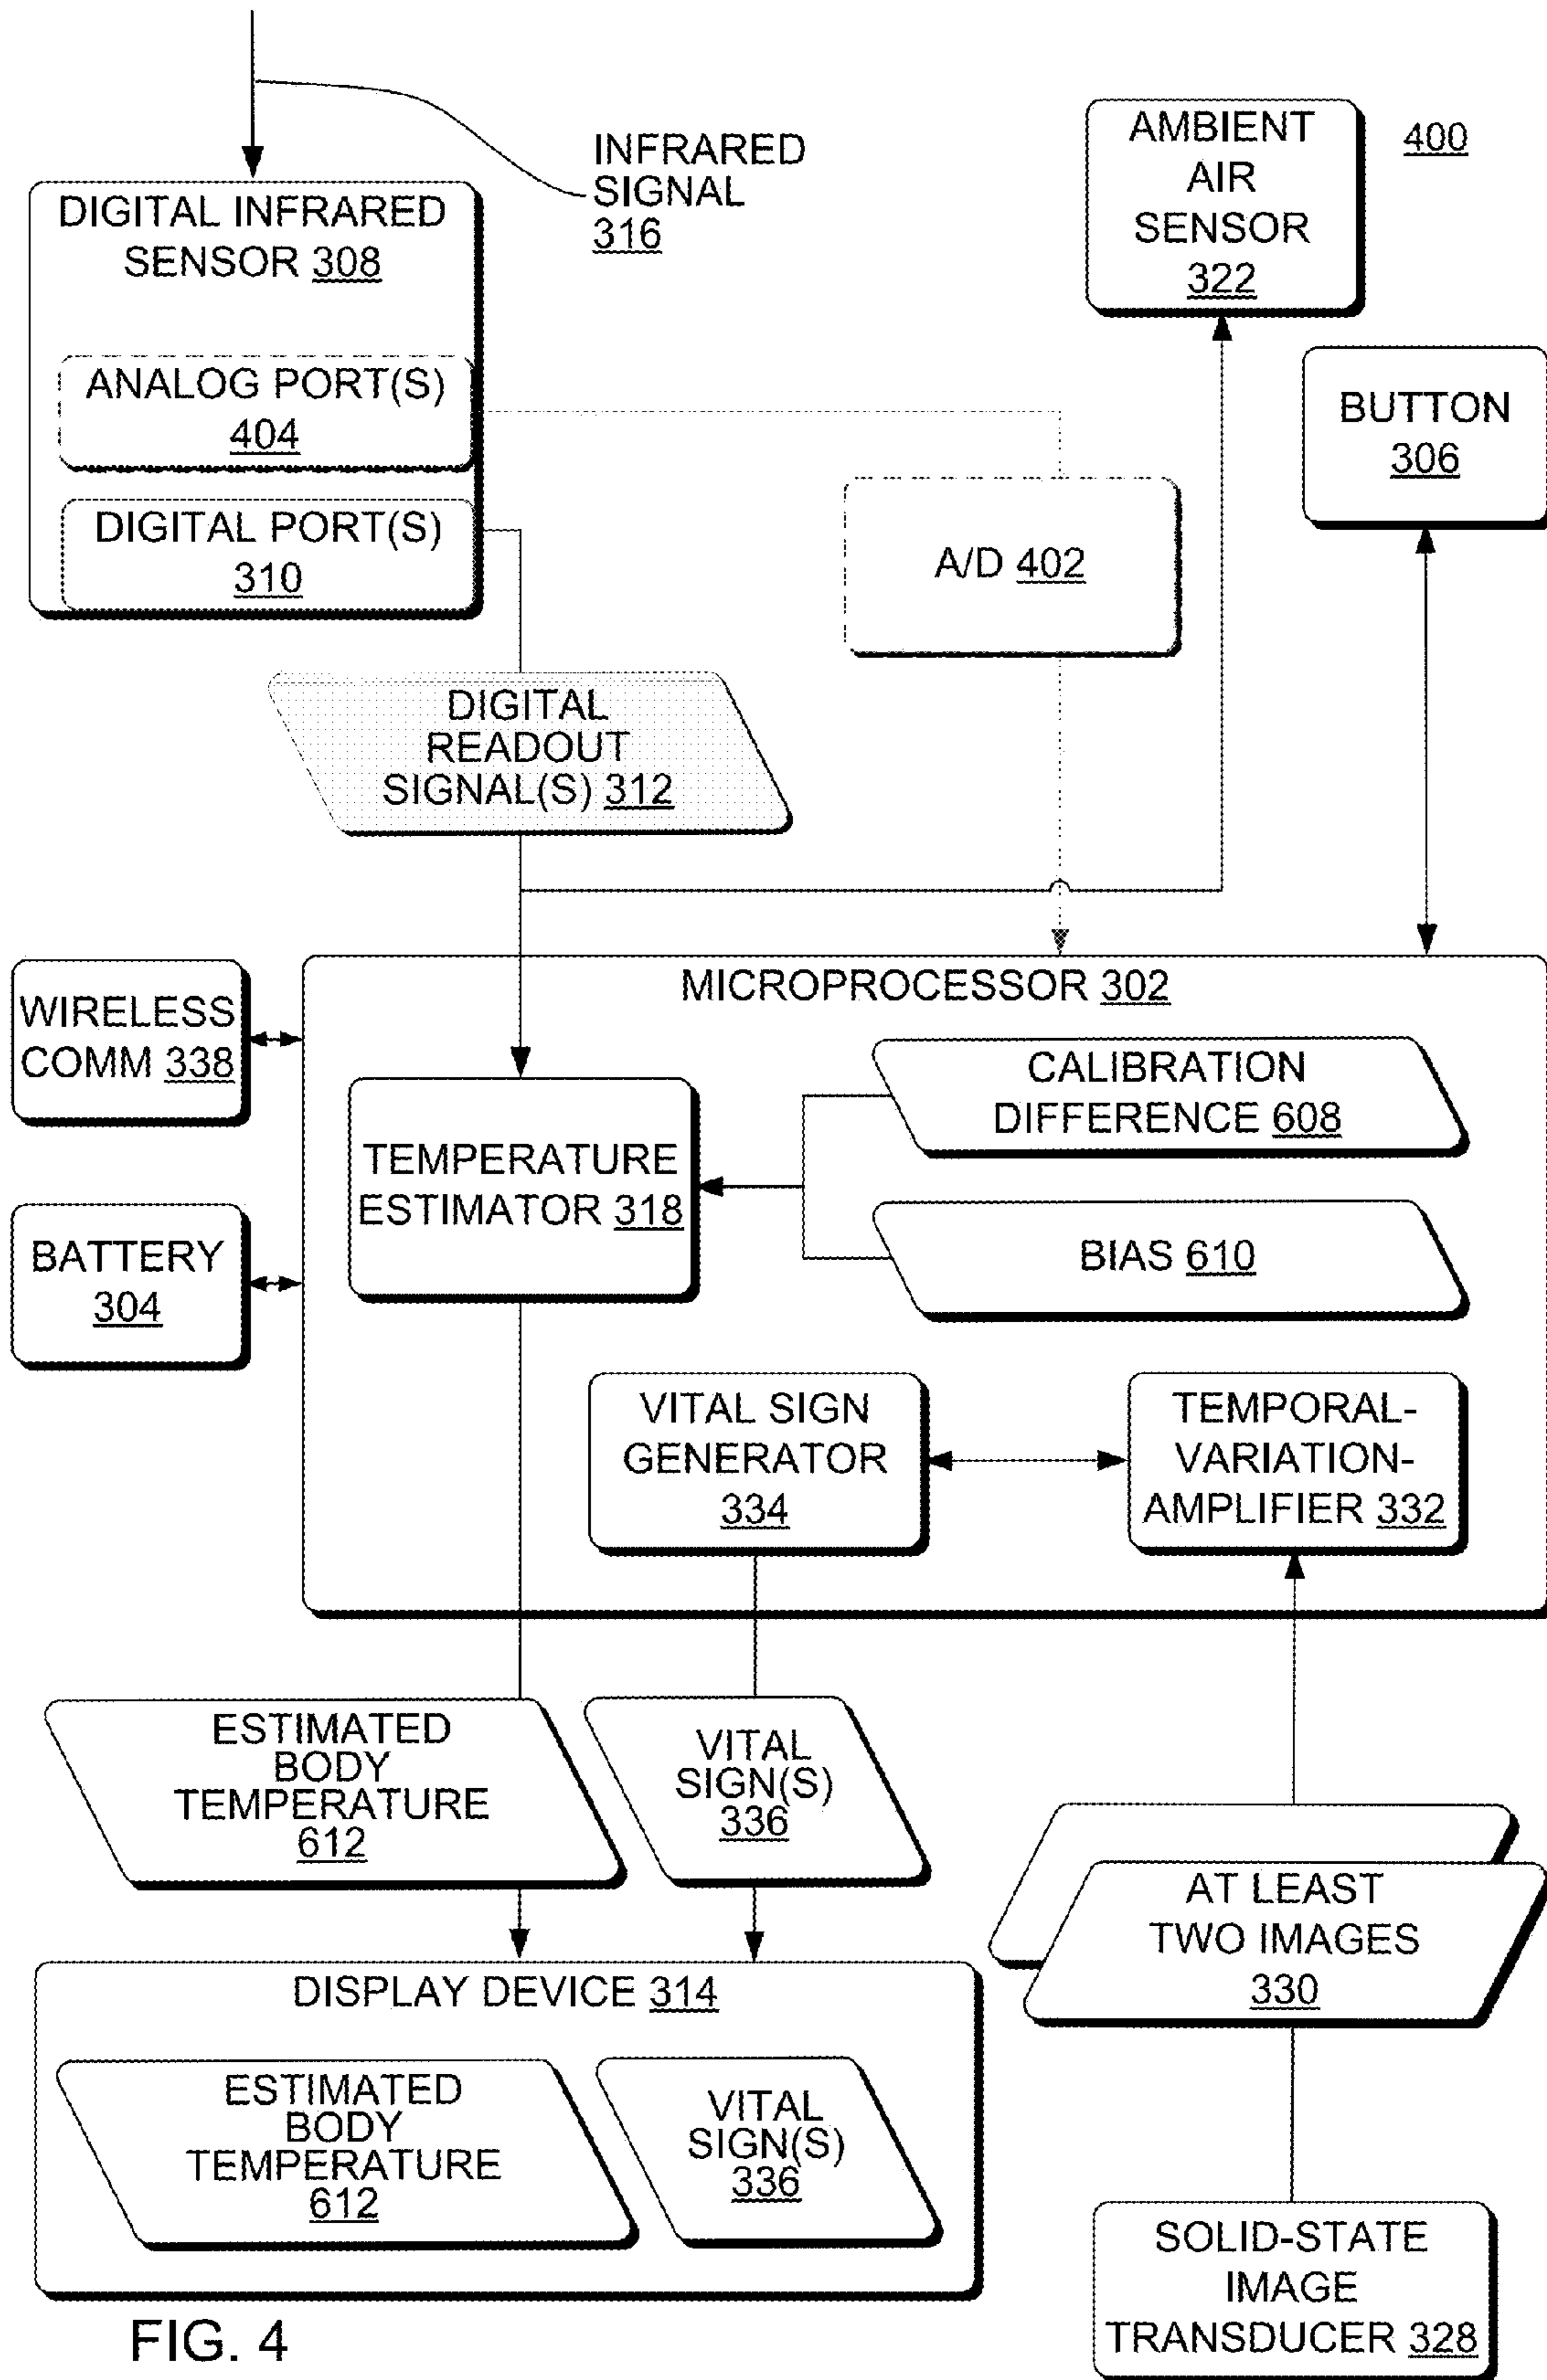 INFRARED
SIGNAL
316
AMBIENT
AIR
SENSOR
322
400
DIGITAL INFRARED
SENSOR 308
ANALOG PORT(S)
404
DIGITAL PORT(S)
310
BUTTON
306
A/D 402
DIGITAL
READOUT
SIGNAL(S) 312
MICROPROCESSOR 302
WIRELESS
COMM 338
BATTERY
304
TEMPERATURE
ESTIMATOR 318
CALIBRATION
DIFFERENCE 608
BIAS 610
VITAL SIGN
GENERATOR
334
TEMPORAL-
VARIATION-
AMPLIFIER 332
ESTIMATED
BODY
TEMPERATURE
612
VITAL
SIGN(S)
336
AT LEAST
TWO IMAGES
330
DISPLAY DEVICE 314
ESTIMATED
BODY
TEMPERATURE
612
VITAL
SIGN(S)
336
SOLID-STATE
IMAGE
TRANSDUCER 328
FIG. 4